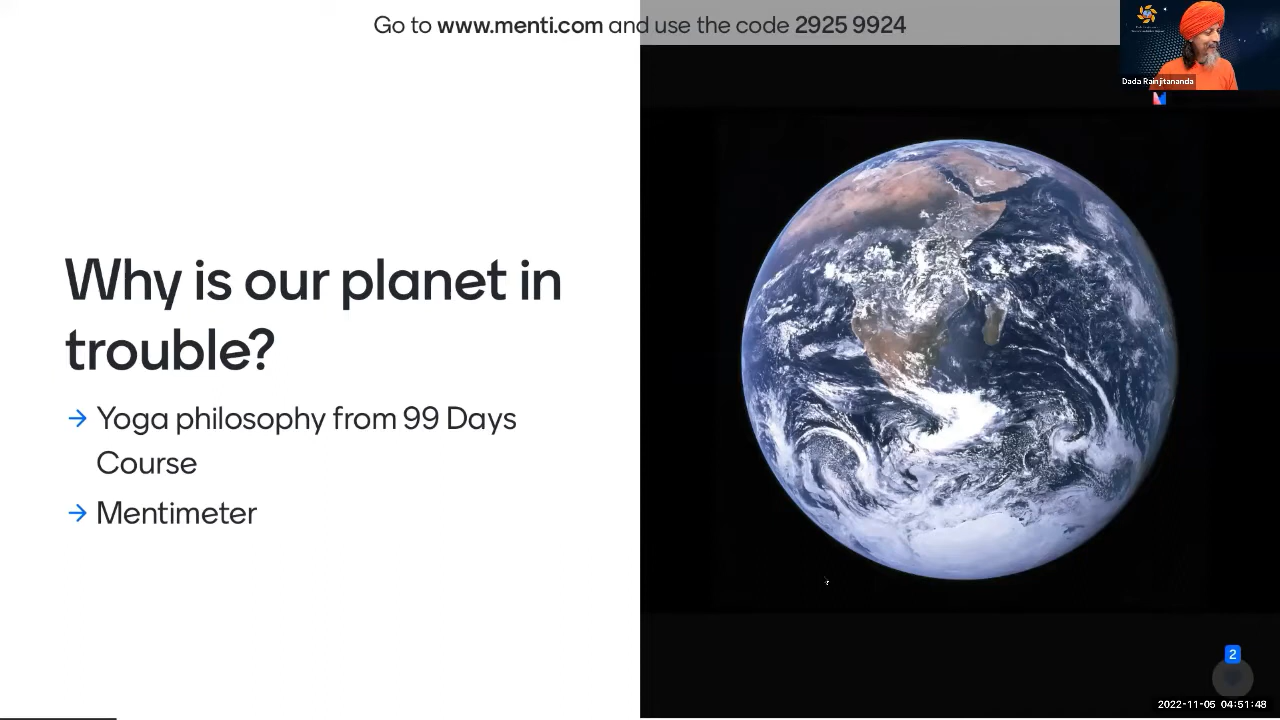 Go to www.menti.com and use the code 2925 9924
Dada Rainjitananda
Why is our planet in
trouble?
→ Yoga philosophy from 99 Days
Course
→ Mentimeter
2
2022-11-05 04:51:48